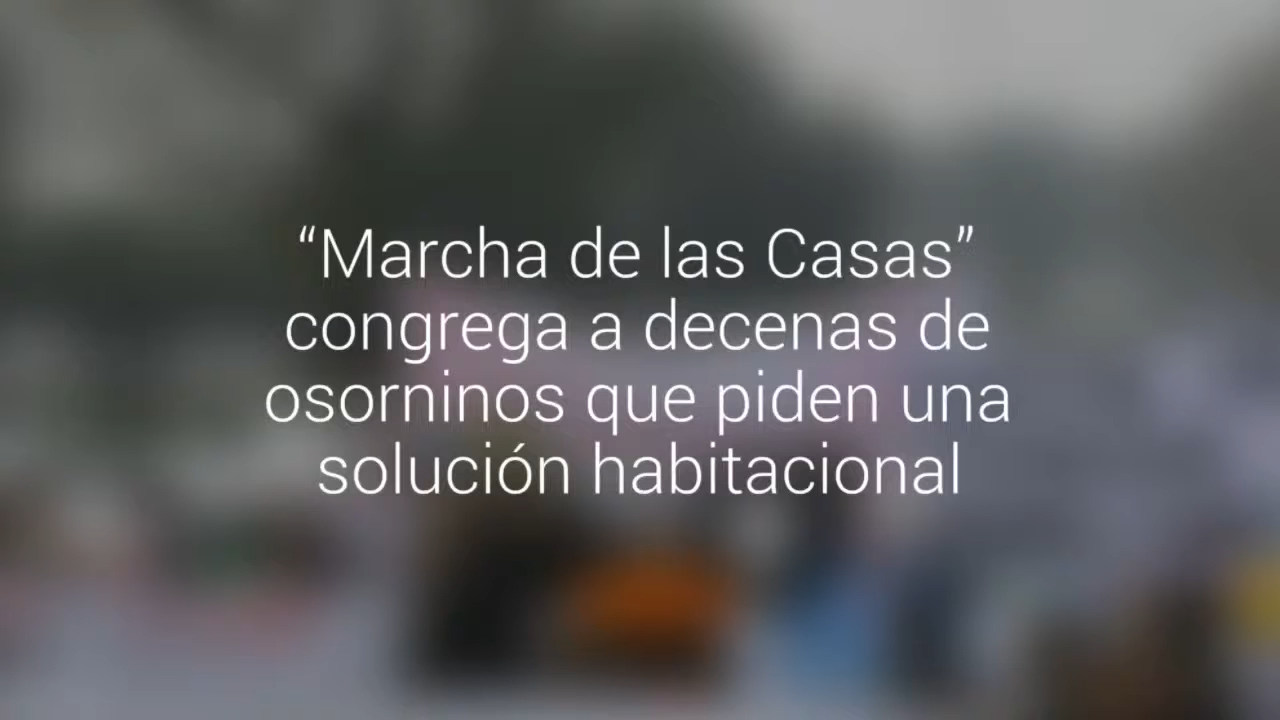 “Marcha de las Casas”
congrega a decenas de
osorninos que piden una
solución habitacional